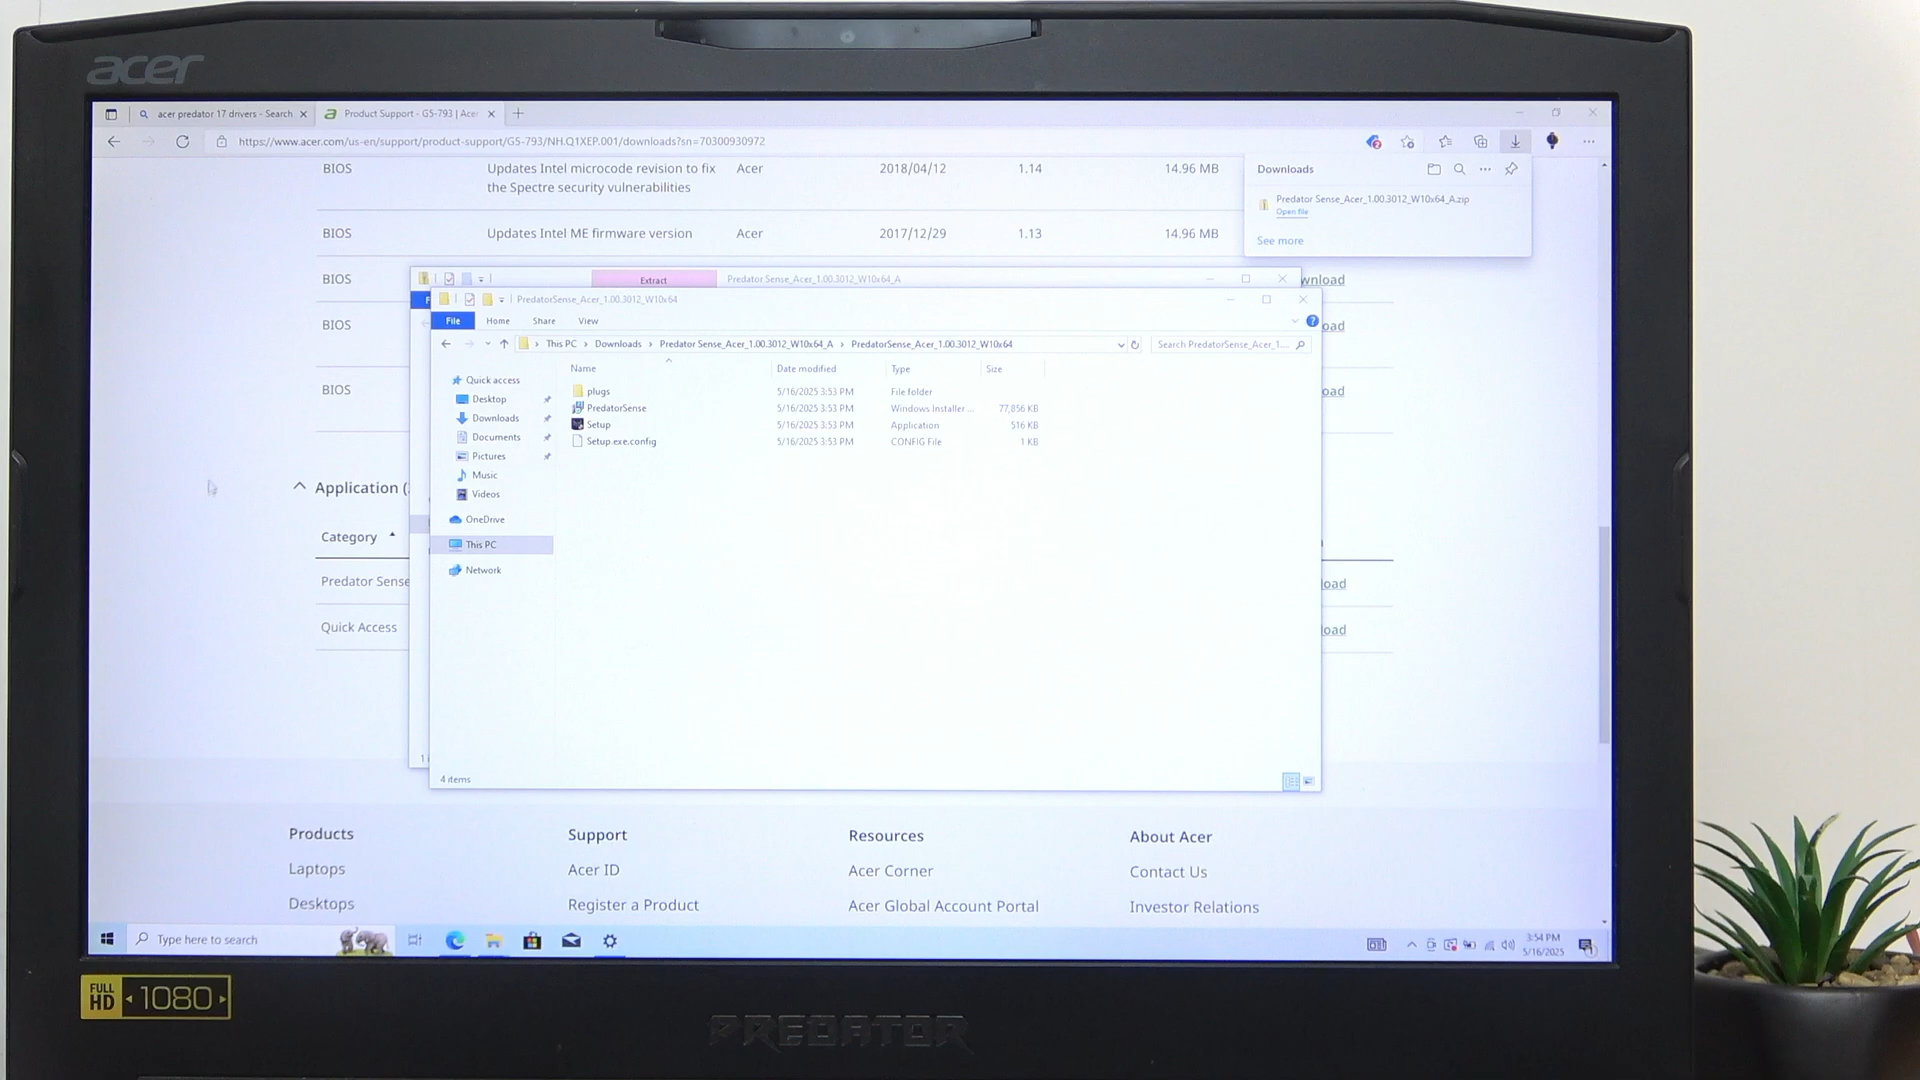 acer
acer predator 17 drivers - Search
Product Support - G5-793 | Acer
https://www.acer.com/us-en/support/product-support/G5-793/NH.Q1XEP.001/downloads?sn=70300930972
BIOS Updates Intel microcode revision to fix the Spectre security vulnerabilities Acer 2018/04/12 1.14 14.96 MB
BIOS Updates Intel ME firmware version Acer 2017/12/29 1.13 14.96 MB
Downloads
Predator Sense_Acer_1.00.3012_W10x64_A.zip
Open file
See more
BIOS
wnload
BIOS
oad
BIOS
oad
Extract
Predator Sense_Acer_1.00.3012_W10x64_A
PredatorSense_Acer_1.00.3012_W10x64
File Home Share View
This PC > Downloads > Predator Sense_Acer_1.00.3012_W10x64_A > PredatorSense_Acer_1.00.3012_W10x64
Search PredatorSense_Acer_1....
Name Date modified Type Size
plugs 5/16/2025 3:53 PM File folder
PredatorSense 5/16/2025 3:53 PM Windows Installer ... 77,856 KB
Setup 5/16/2025 3:53 PM Application 516 KB
Setup.exe.config 5/16/2025 3:53 PM CONFIG File 1 KB
Quick access
Desktop
Downloads
Documents
Pictures
Music
Videos
OneDrive
This PC
Network
4 items
Application (
Category
Predator Sense
load
Quick Access
load
Products Support Resources About Acer
Laptops Acer ID Acer Corner Contact Us
Desktops Register a Product Acer Global Account Portal Investor Relations
Type here to search
3:54 PM
5/16/2025
FULL HD 1080
PREDATOR